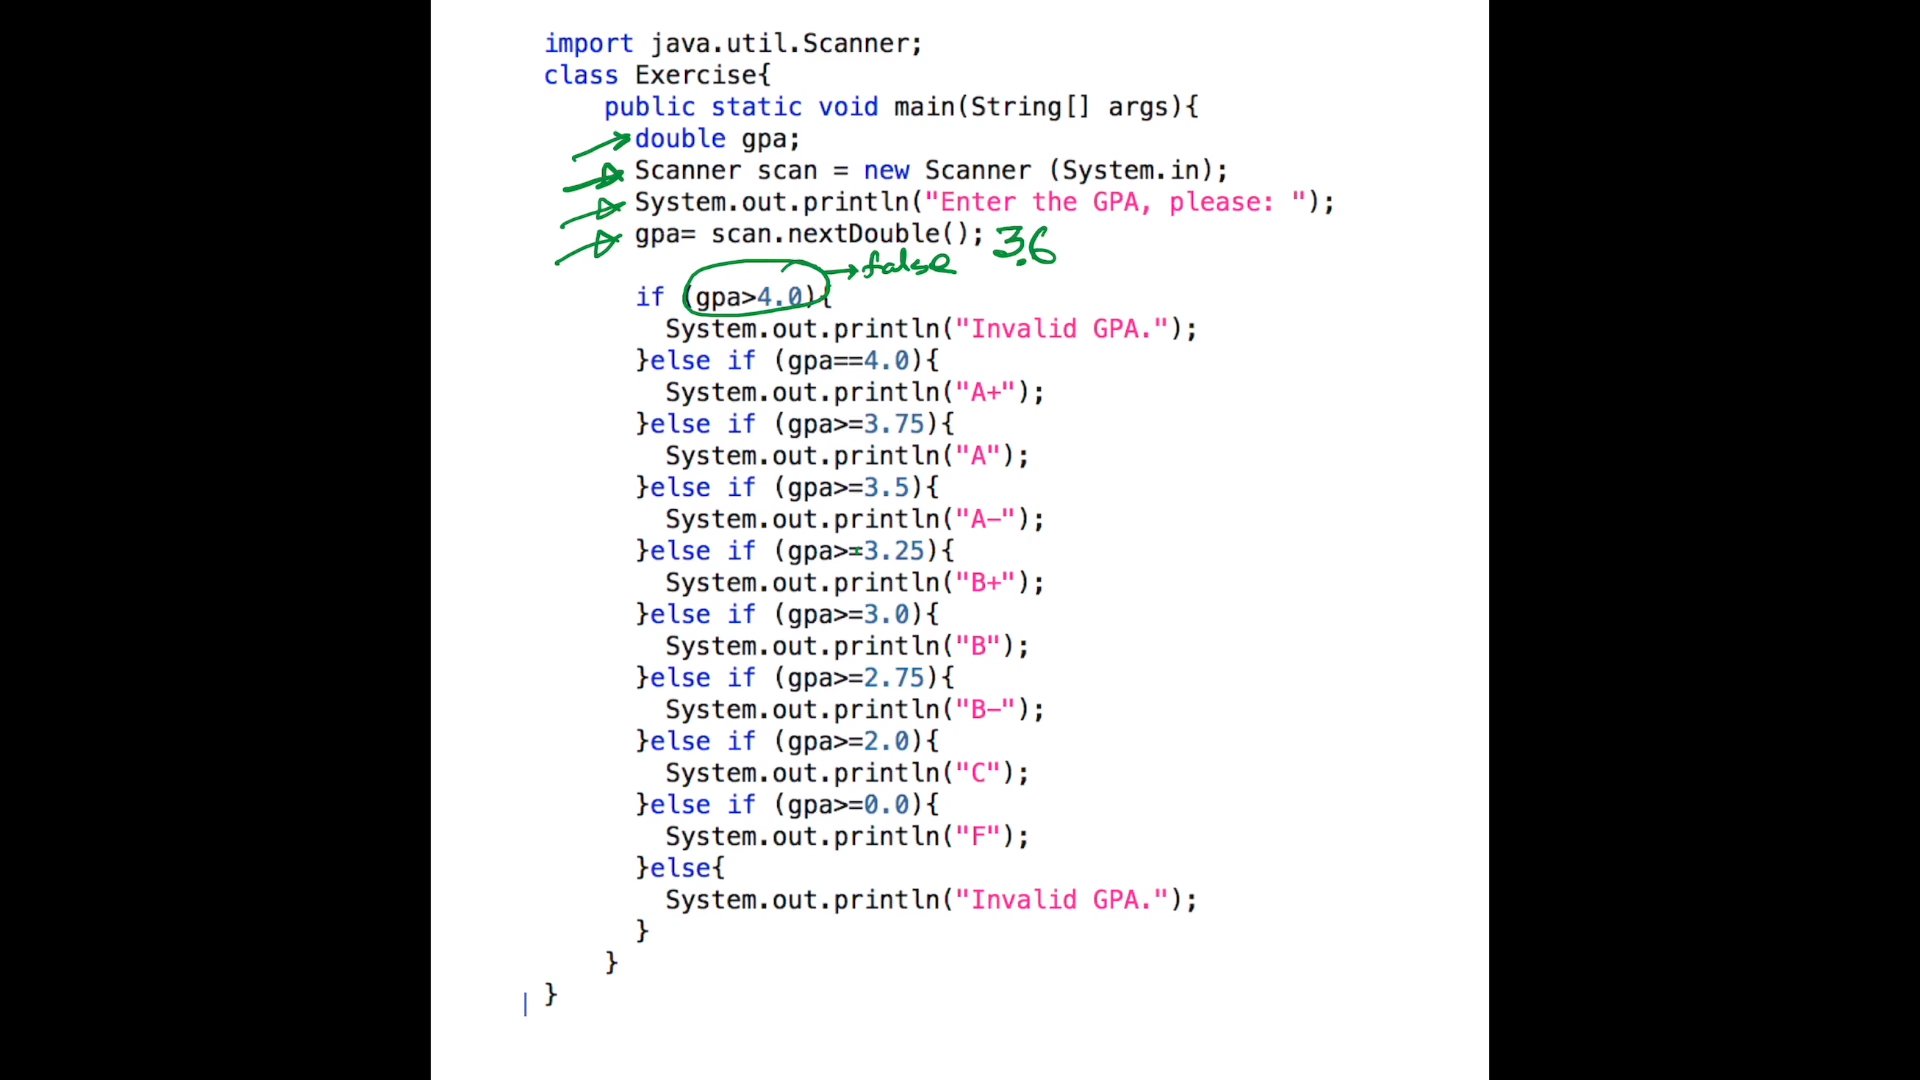 import java.util.Scanner;
class Exercise{
public static void main(String[] args){
double gpa;
Scanner scan = new Scanner (System.in);
System.out.println("Enter the GPA, please: ");
gpa= scan.nextDouble(); 3.6
false
if (gpa>4.0){
System.out.println("Invalid GPA.");
}else if (gpa==4.0){
System.out.println("A+");
}else if (gpa>=3.75){
System.out.println("A");
}else if (gpa>=3.5){
System.out.println("A-");
}else if (gpa>=3.25){
System.out.println("B+");
}else if (gpa>=3.0){
System.out.println("B");
}else if (gpa>=2.75){
System.out.println("B-");
}else if (gpa>=2.0){
System.out.println("C");
}else if (gpa>=0.0){
System.out.println("F");
}else{
System.out.println("Invalid GPA.");
}
}
}